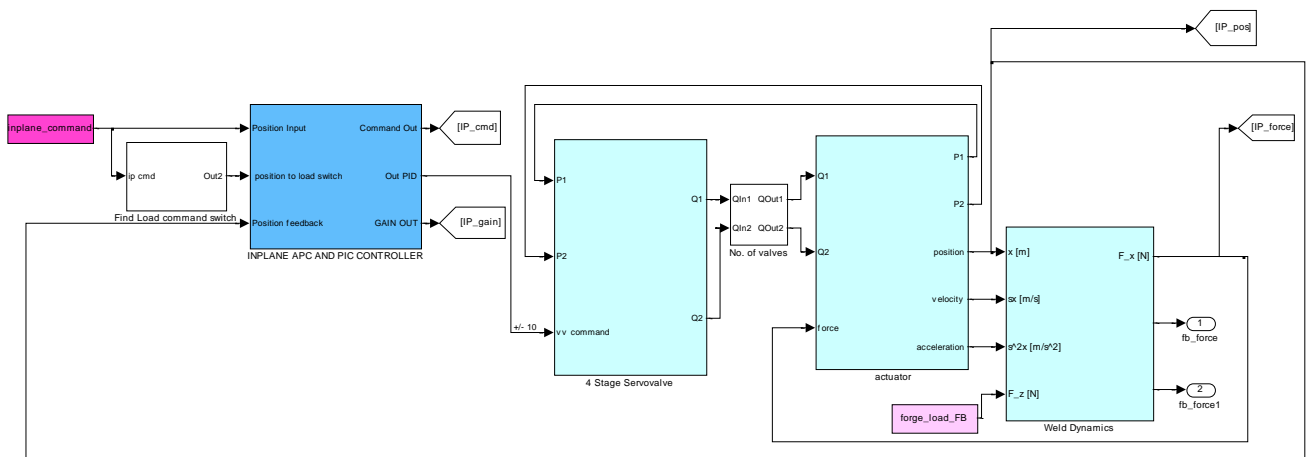 [IP_pos]
inplane_command
Position Input
Command Out
[IP_cmd]
[IP_force]
ip cmd
Out2
Find Load command switch
position to load switch
Out PID
Position feedback
GAIN OUT
[IP_gain]
INPLANE APC AND PIC CONTROLLER
P1
P2
+/- 10
vv command
Q1
Q2
4 Stage Servovalve
QIn1
QOut1
QIn2
QOut2
No. of valves
Q1
Q2
force
P1
P2
position
velocity
acceleration
actuator
x [m]
F_x [N]
sx [m/s]
s^2x [m/s^2]
F_z [N]
Weld Dynamics
forge_load_FB
1
fb_force
2
fb_force1